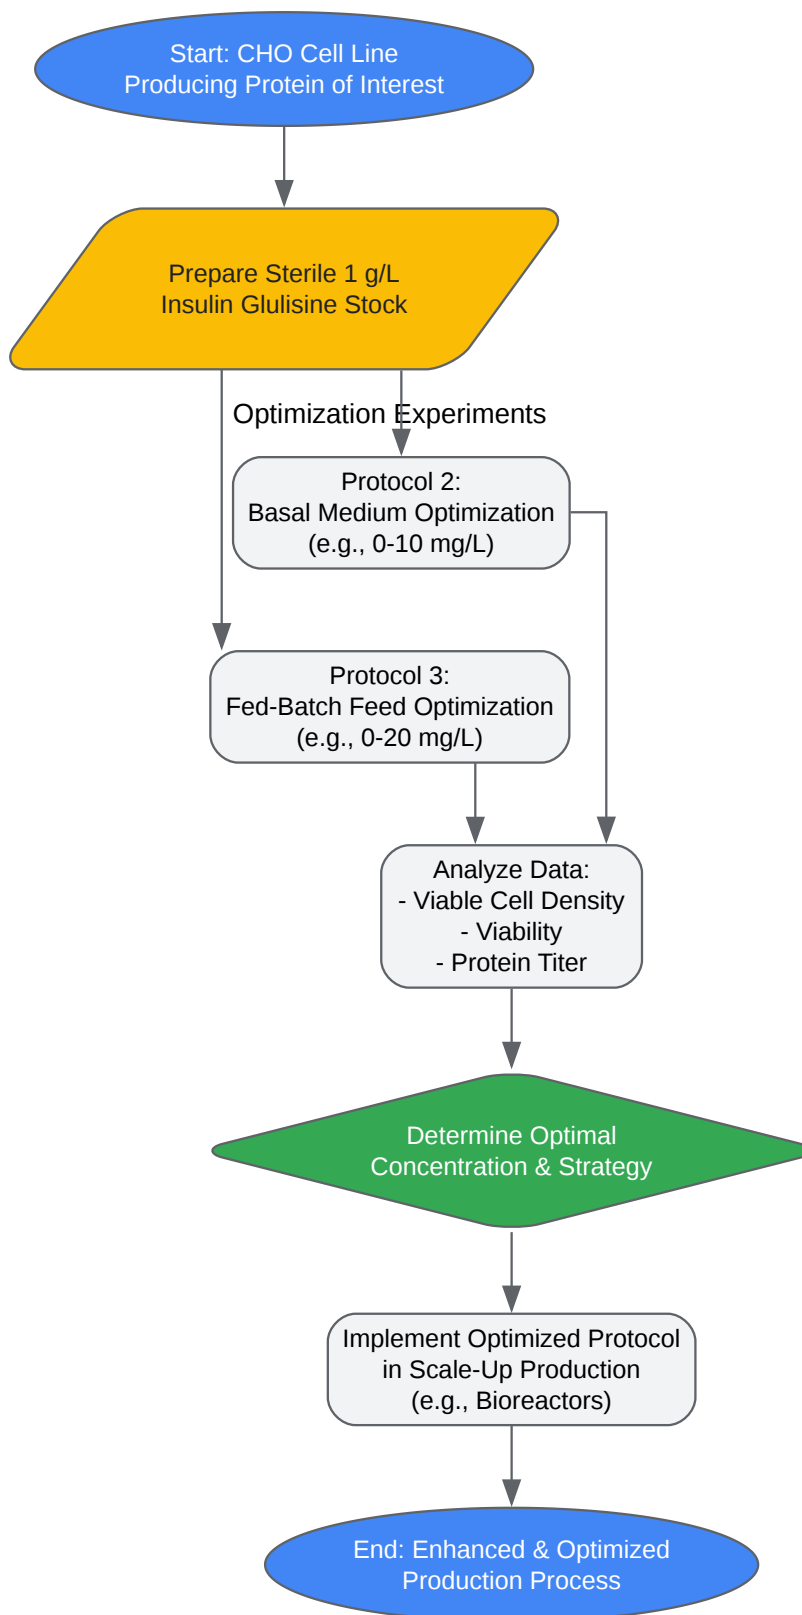 Start: CHO Cell Line
Producing Protein of Interest
Prepare Sterile 1 g/L
Insulin Glulisine Stock
Optimization Experiments
Protocol 2:
Basal Medium Optimization
(e.g., 0-10 mg/L)
Protocol 3:
Fed-Batch Feed Optimization
(e.g., 0-20 mg/L)
Analyze Data:
- Viable Cell Density
- Viability
- Protein Titer
Determine Optimal
Concentration & Strategy
Implement Optimized Protocol
in Scale-Up Production
(e.g., Bioreactors)
End: Enhanced & Optimized
Production Process